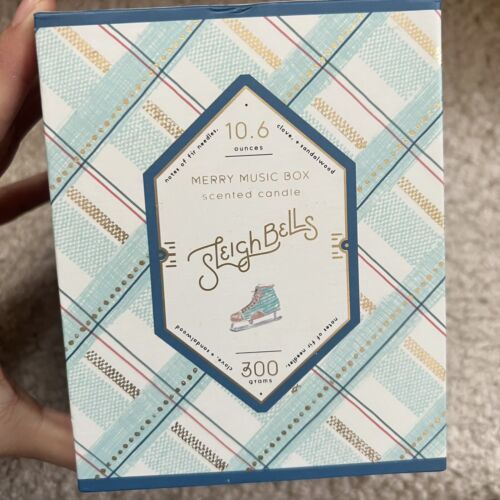 notes of fir needles,
clove, + sandalwood
10.6
ounces
MERRY MUSIC BOX
scented candle
SleighBells
300
grams
clove, + sandalwood
notes of fir needles,